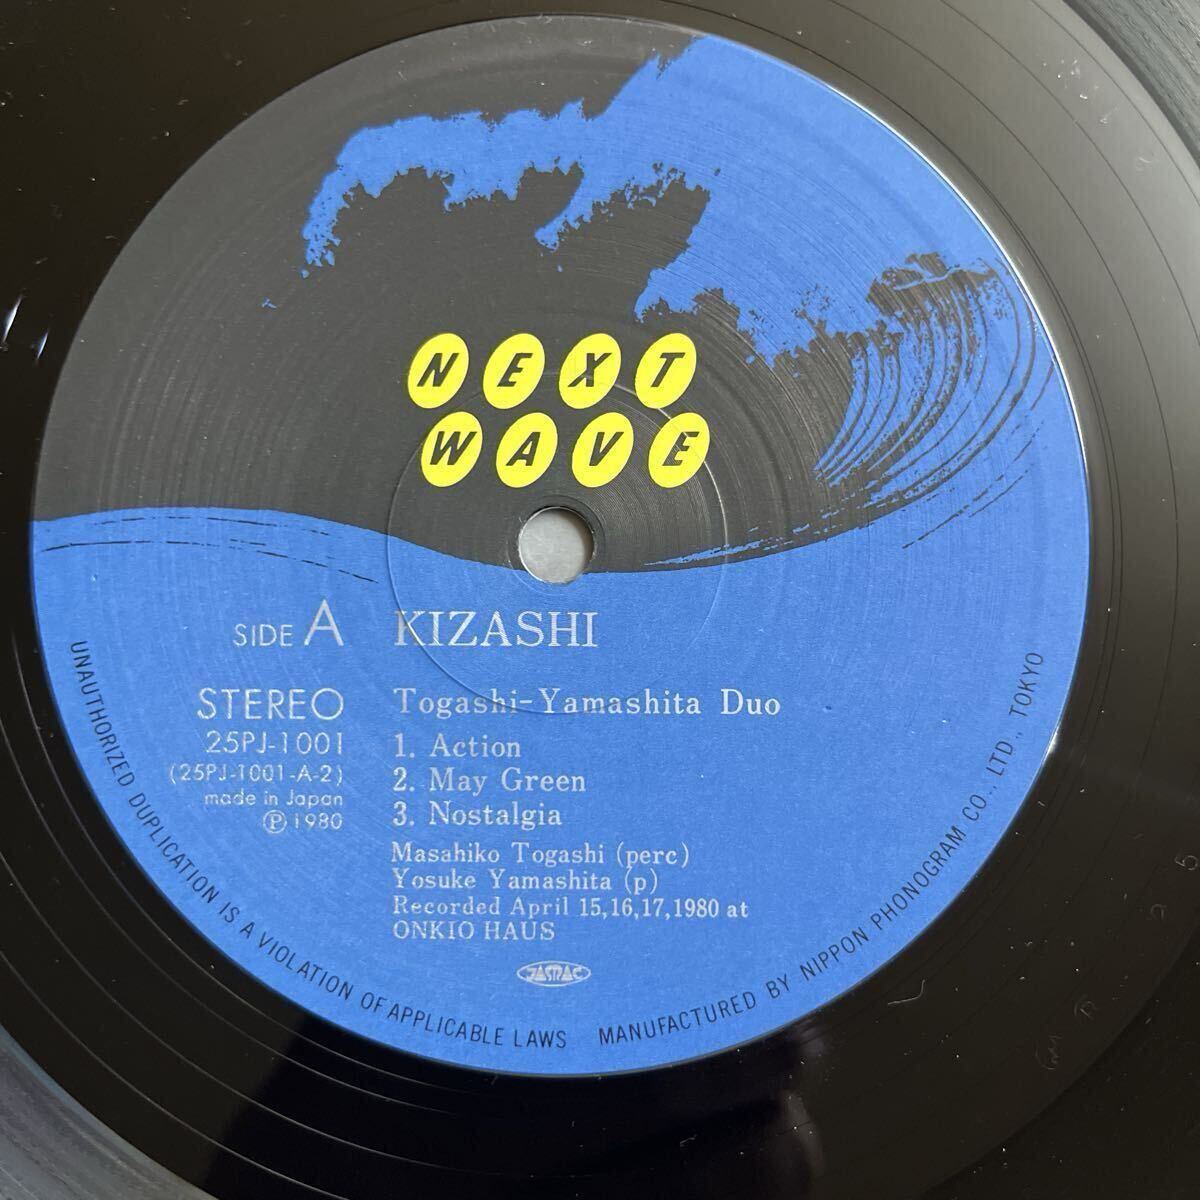 NEXT
WAVE
SIDE A
KIZASHI
STEREO
25PJ-1001
(25PJ-1001-A-2)
made in Japan
Ⓟ1980
Togashi-Yamashita Duo
1. Action
2. May Green
3. Nostalgia
Masahiko Togashi (perc)
Yosuke Yamashita (p)
Recorded April 15,16,17,1980 at
ONKIO HAUS
JASRAC
UNAUTHORIZED DUPLICATION IS A VIOLATION OF APPLICABLE LAWS MANUFACTURED BY NIPPON PHONOGRAM CO., LTD., TOKYO